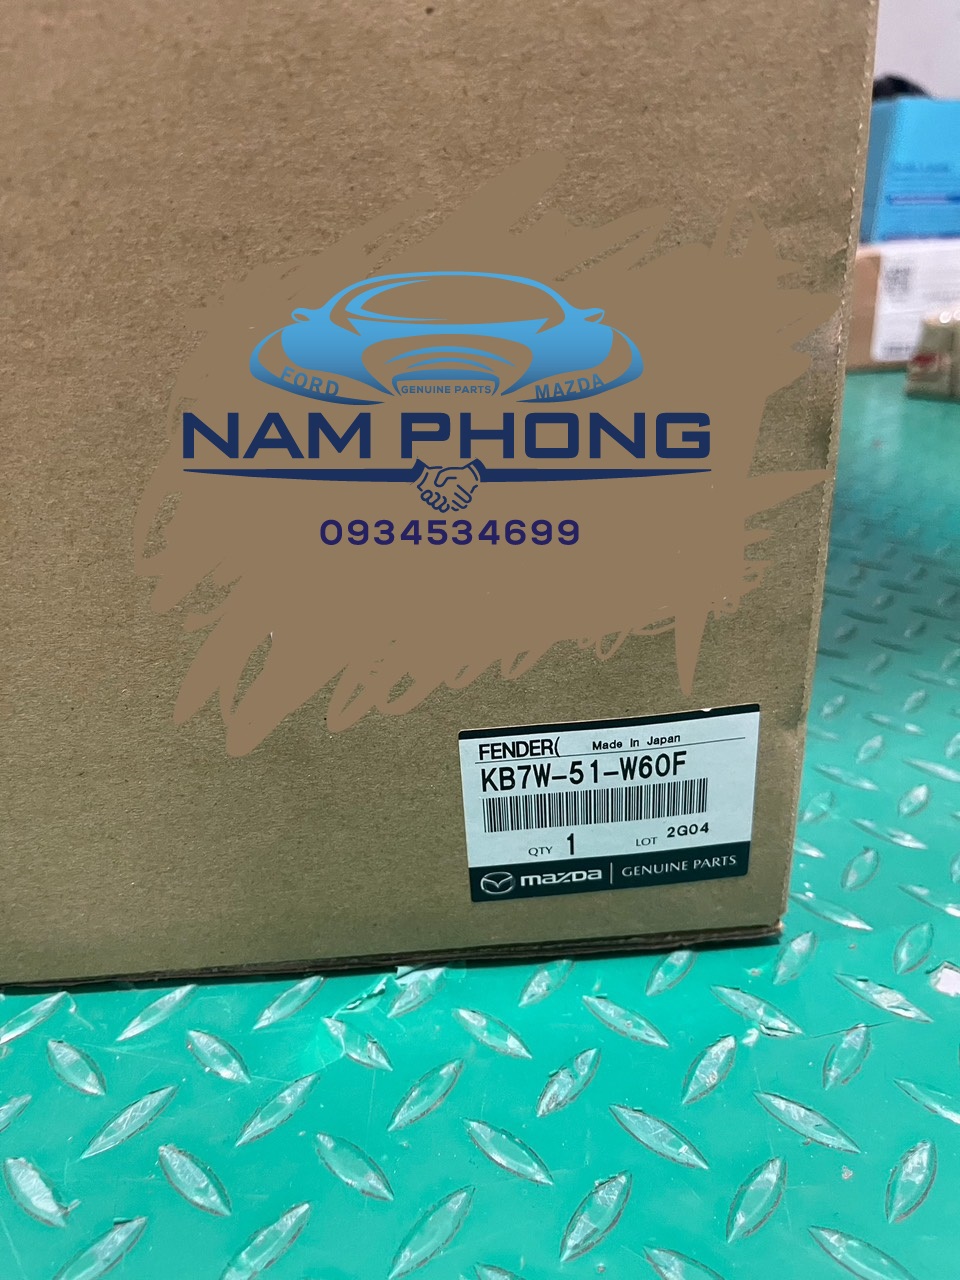 FORD GENUINE PARTS MAZDA
NAM PHONG
0934534699
FENDER( Made In Japan
KB7W-51-W60F
QTY 1 LOT 2G04
mazda GENUINE PARTS